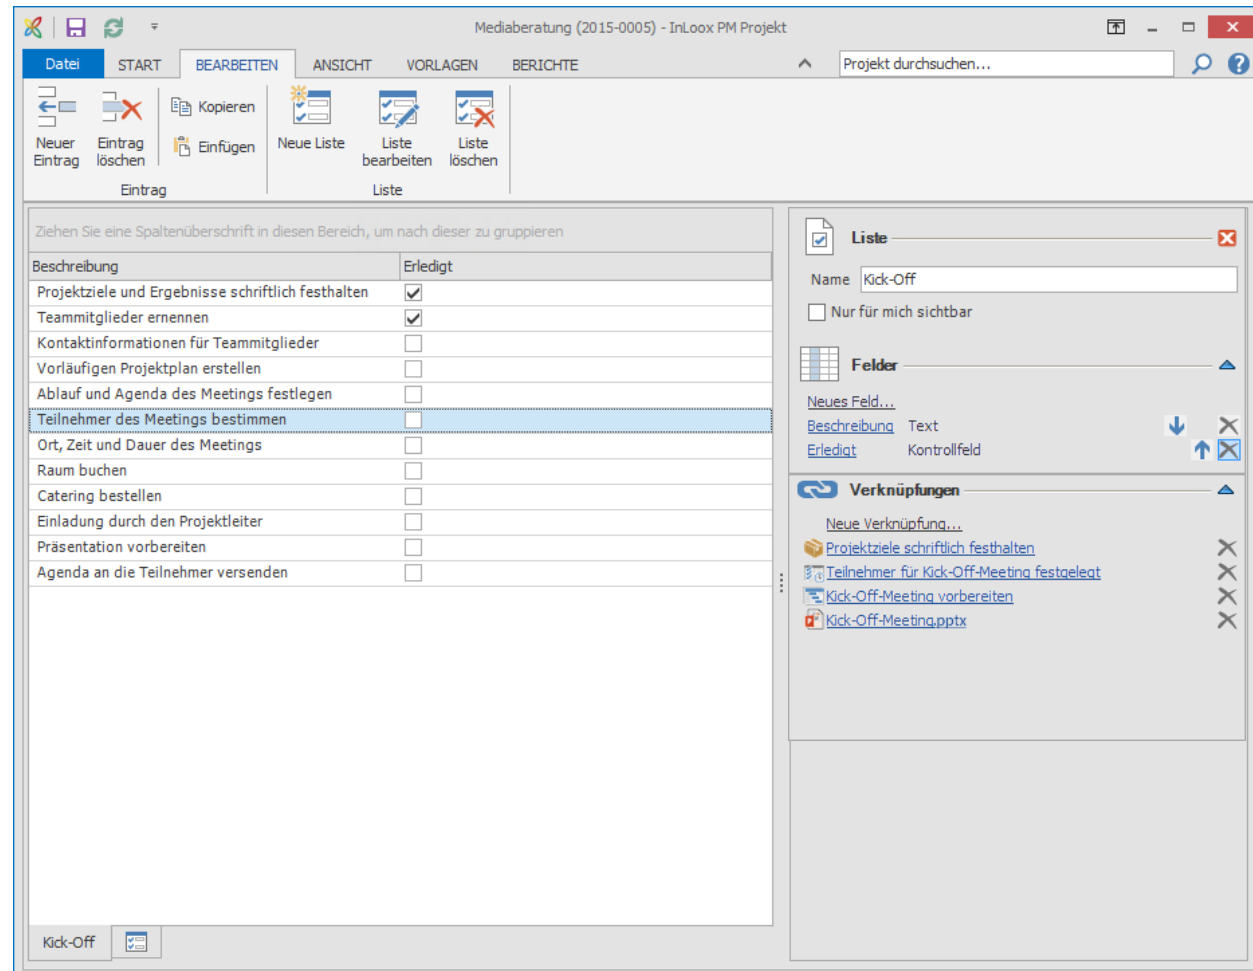 Mediaberatung (2015-0005) - InLoox PM Projekt
Datei START BEARBEITEN ANSICHT VORLAGEN BERICHTE Projekt durchsuchen...
Neuer Eintrag
Eintrag löschen
Kopieren
Einfügen
Neue Liste
Liste bearbeiten
Liste löschen
Eintrag
Liste
Ziehen Sie eine Spaltenüberschrift in diesen Bereich, um nach dieser zu gruppieren
Beschreibung Erledigt
Projektziele und Ergebnisse schriftlich festhalten
Teammitglieder ernennen
Kontaktinformationen für Teammitglieder
Vorläufigen Projektplan erstellen
Ablauf und Agenda des Meetings festlegen
Teilnehmer des Meetings bestimmen
Ort, Zeit und Dauer des Meetings
Raum buchen
Catering bestellen
Einladung durch den Projektleiter
Präsentation vorbereiten
Agenda an die Teilnehmer versenden
Kick-Off
Liste
Name Kick-Off
Nur für mich sichtbar
Felder
Neues Feld...
Beschreibung Text
Erledigt Kontrollfeld
Verknüpfungen
Neue Verknüpfung...
Projektziele schriftlich festhalten
Teilnehmer für Kick-Off-Meeting festgelegt
Kick-Off-Meeting vorbereiten
Kick-Off-Meeting.pptx